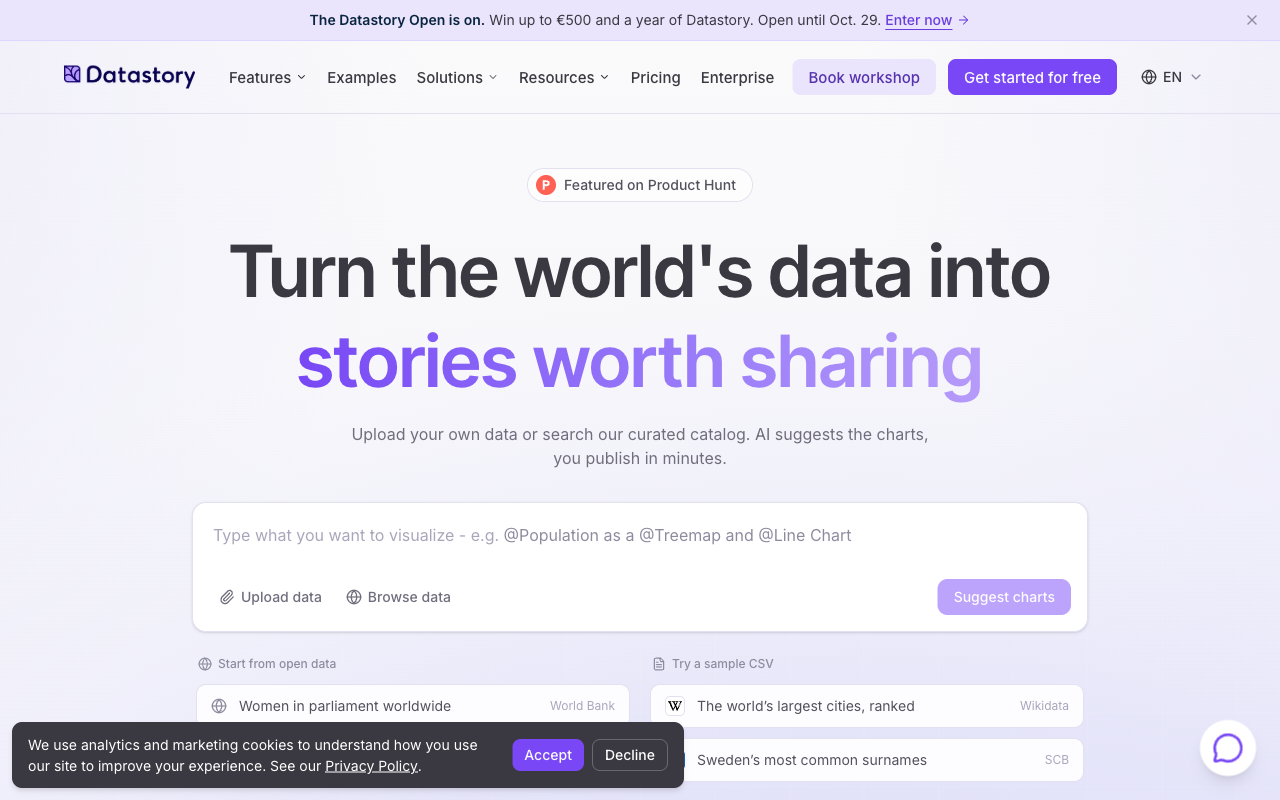 The Datastory Open is on. Win up to €500 and a year of Datastory. Open until Oct. 29. Enter now →
Datastory
Features
Examples
Solutions
Resources
Pricing
Enterprise
Book workshop
Get started for free
EN
P Featured on Product Hunt
Turn the world's data into
stories worth sharing
Upload your own data or search our curated catalog. AI suggests the charts,
you publish in minutes.
Type what you want to visualize - e.g. @Population as a @Treemap and @Line Chart
Upload data
Browse data
Suggest charts
Start from open data
Women in parliament worldwide
World Bank
Try a sample CSV
W The world’s largest cities, ranked
Wikidata
Sweden’s most common surnames
SCB
We use analytics and marketing cookies to understand how you use
our site to improve your experience. See our Privacy Policy.
Accept
Decline